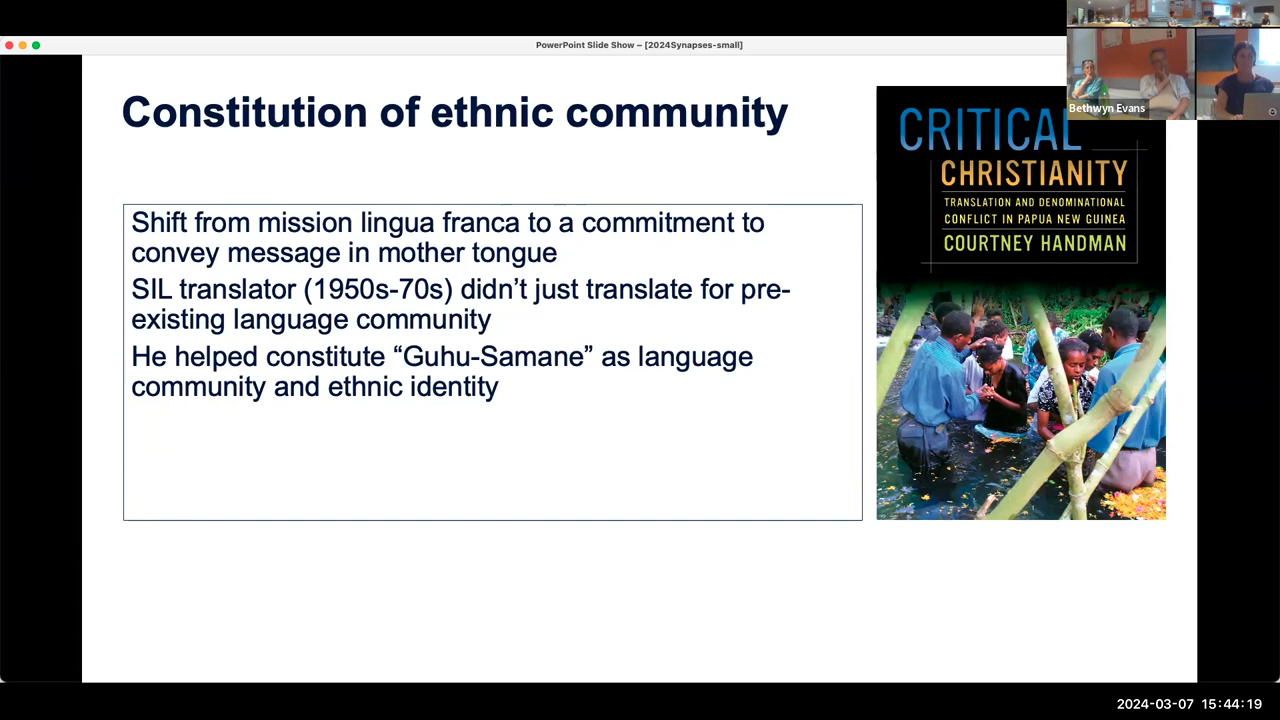 PowerPoint Slide Show – [2024Synapses-small]
Bethwyn Evans
Constitution of ethnic community
Shift from mission lingua franca to a commitment to
convey message in mother tongue
SIL translator (1950s-70s) didn’t just translate for pre-
existing language community
He helped constitute “Guhu-Samane” as language
community and ethnic identity
CRITICAL
CHRISTIANITY
TRANSLATION AND DENOMINATIONAL
CONFLICT IN PAPUA NEW GUINEA
COURTNEY HANDMAN
2024-03-07 15:44:19